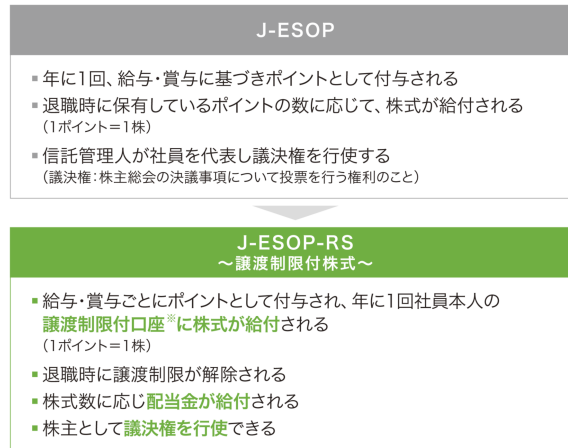 J-ESOP
▪年に1回、給与・賞与に基づきポイントとして付与される
▪退職時に保有しているポイントの数に応じて、株式が給付される
（1ポイント＝1株）
▪信託管理人が社員を代表し議決権を行使する
（議決権：株主総会の決議事項について投票を行う権利のこと）
J-ESOP-RS
～譲渡制限付株式～
▪給与・賞与ごとにポイントとして付与され、年に1回社員本人の
譲渡制限付口座※に株式が給付される
（1ポイント＝1株）
▪退職時に譲渡制限が解除される
▪株式数に応じ配当金が給付される
▪株主として議決権を行使できる